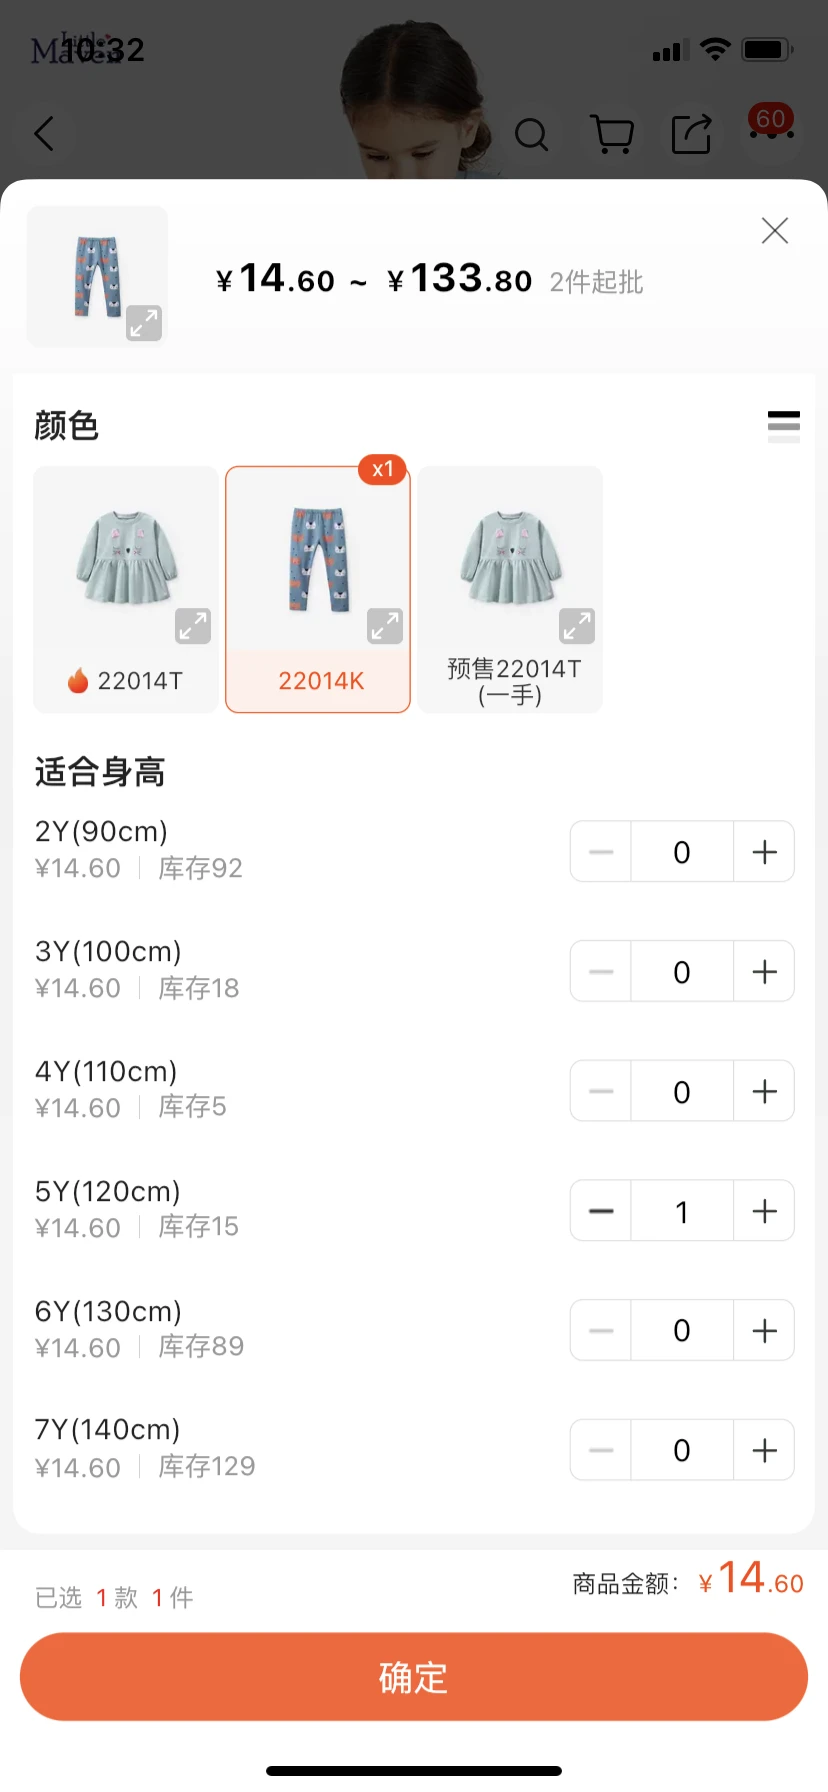 Little
Maven
10:32
60
¥14.60 ~ ¥133.80 2件起批
颜色
x1
22014T
22014K
预售22014T
(一手)
适合身高
2Y(90cm)
¥14.60 库存92
0
3Y(100cm)
¥14.60 库存18
0
4Y(110cm)
¥14.60 库存5
0
5Y(120cm)
¥14.60 库存15
1
6Y(130cm)
¥14.60 库存89
0
7Y(140cm)
¥14.60 库存129
0
已选 1 款 1 件
商品金额: ¥14.60
确定